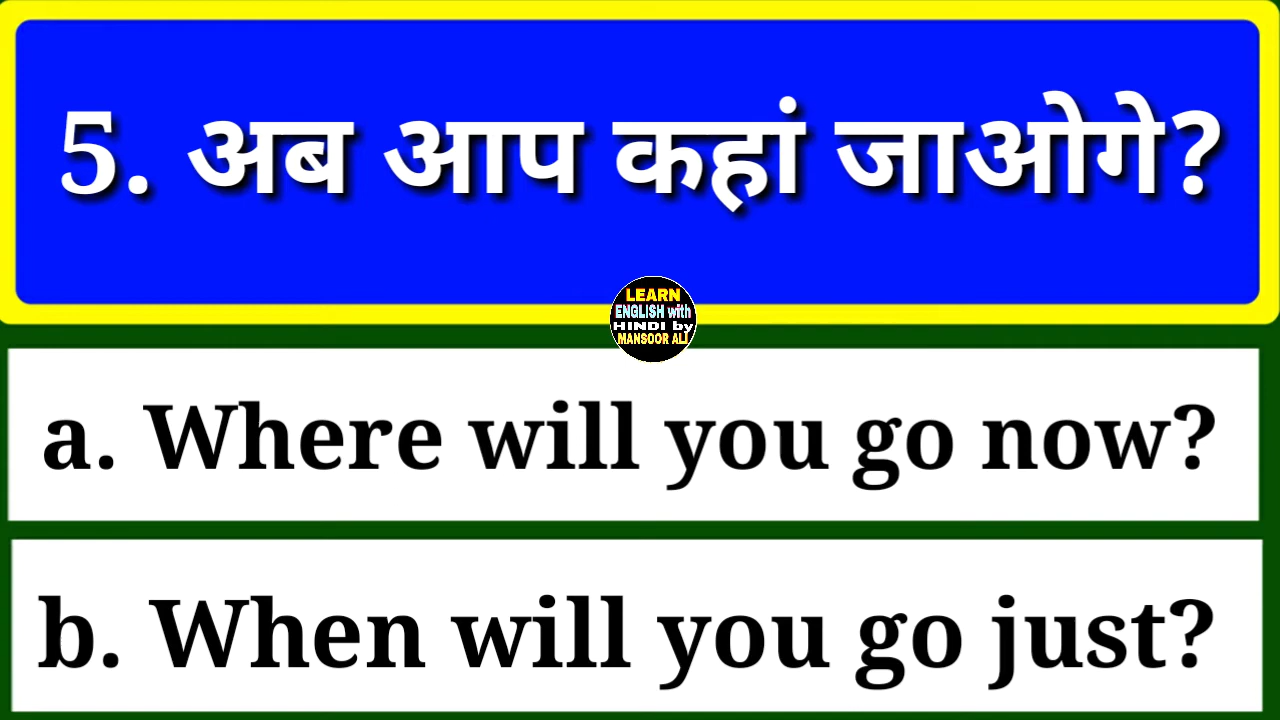 5. अब आप कहां जाओगे?
LEARN
ENGLISH with
HINDI by
MANSOOR ALI
a. Where will you go now?
b. When will you go just?